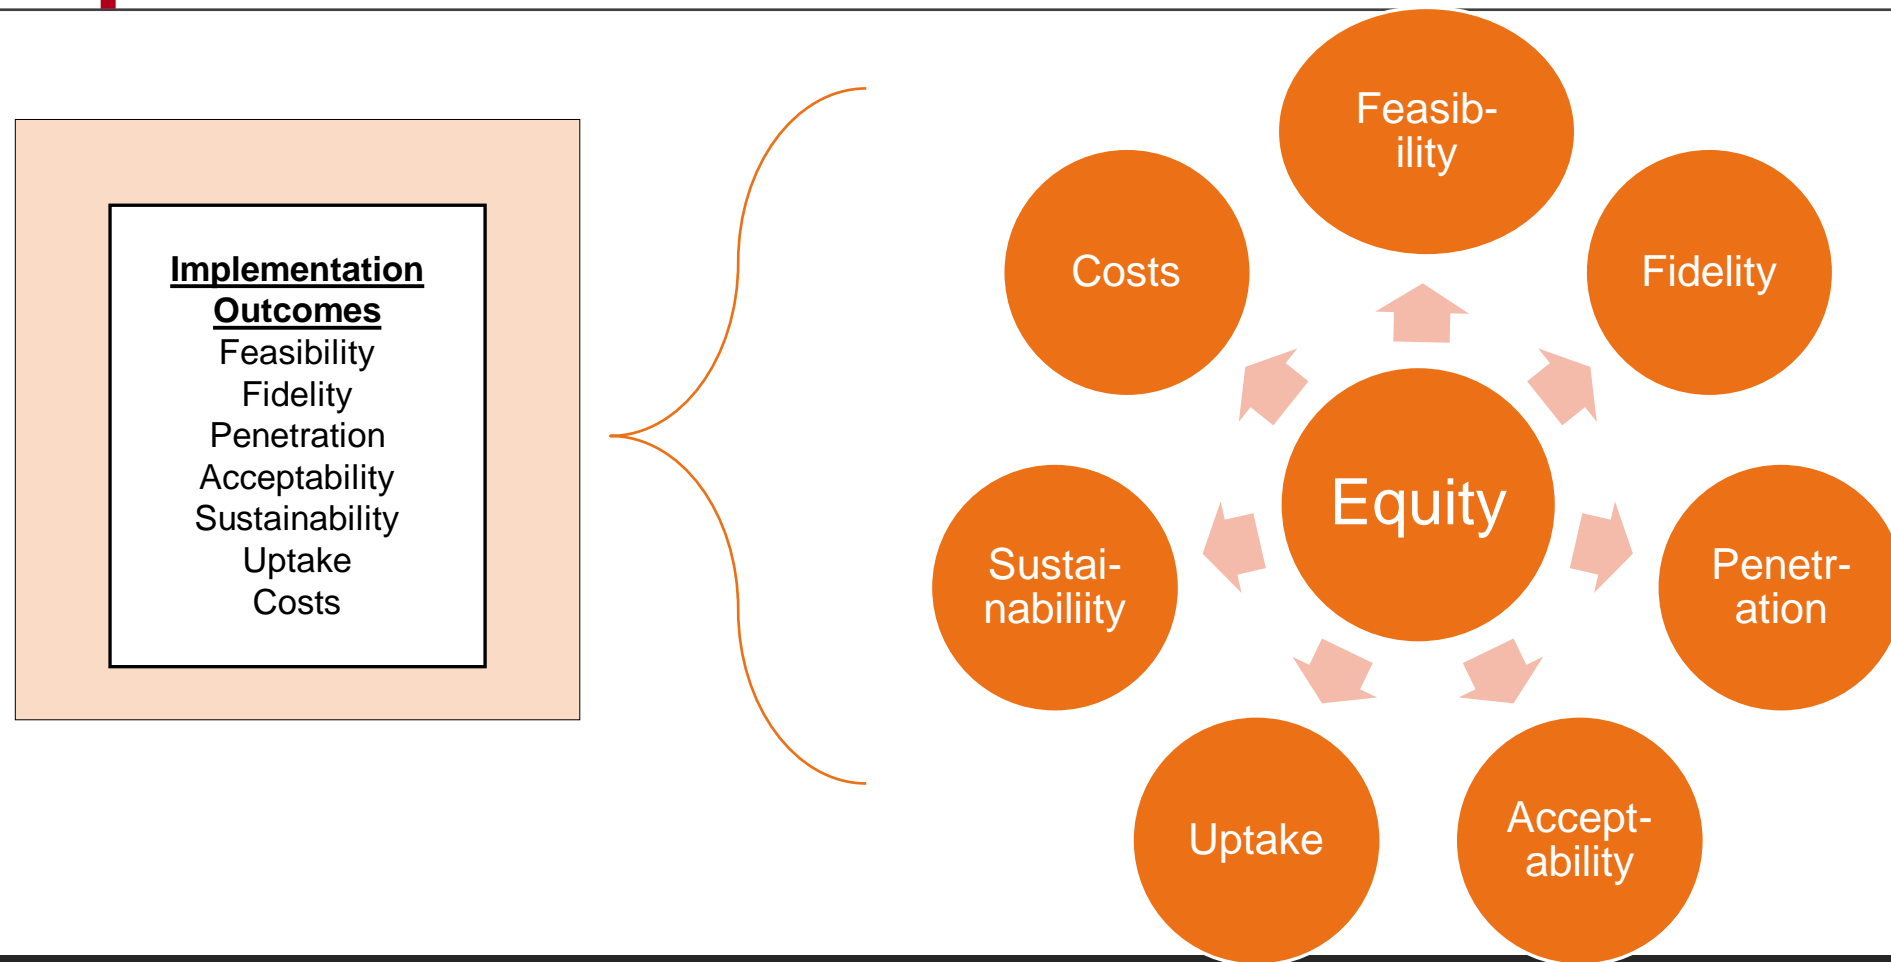 Implementation
Outcomes
Feasibility
Fidelity
Penetration
Acceptability
Sustainability
Uptake
Costs
Feasib-
ility
Fidelity
Penetr-
ation
Accept-
ability
Uptake
Sustai-
nabiliity
Costs
Equity